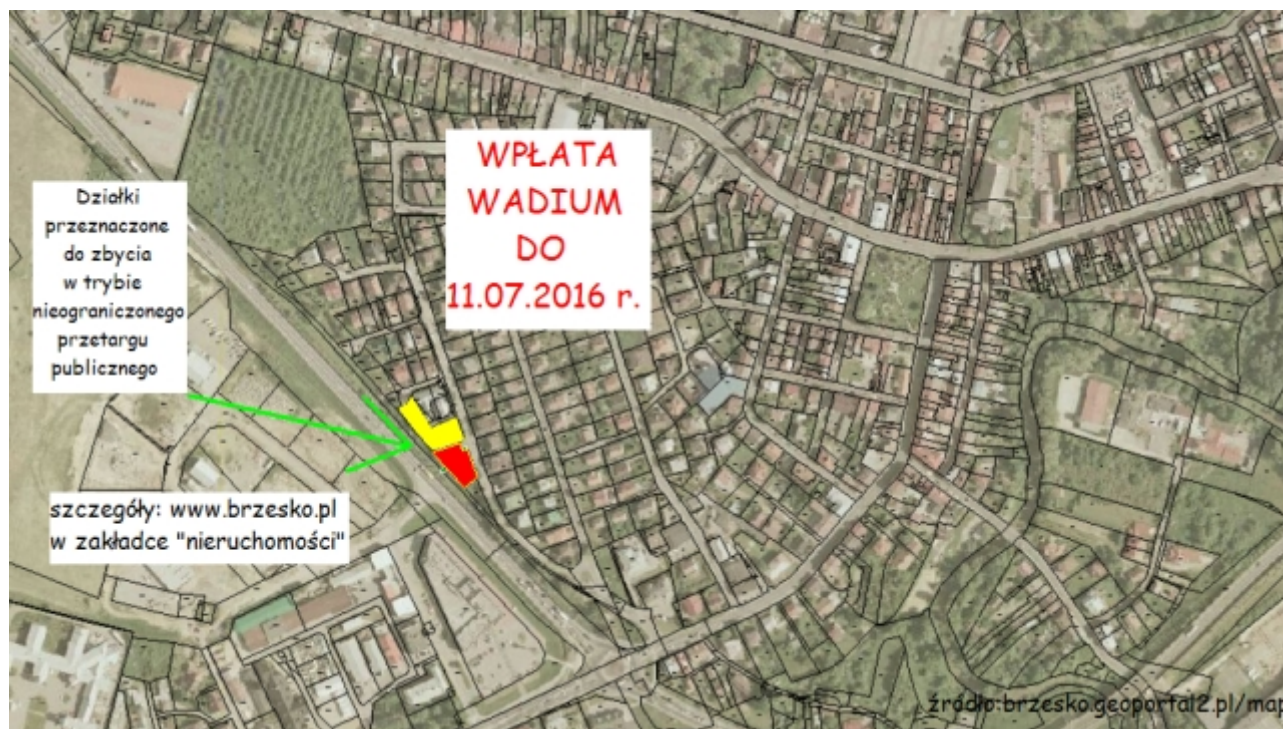 WPŁATA
WADIUM
DO
11.07.2016 r.
Działki
przeznaczone
do zbycia
w trybie
nieograniczonego
przetargu
publicznego
szczegóły: www.brzesko.pl
w zakładce "nieruchomości"
źródło:brzesko.geoportal2.pl/map